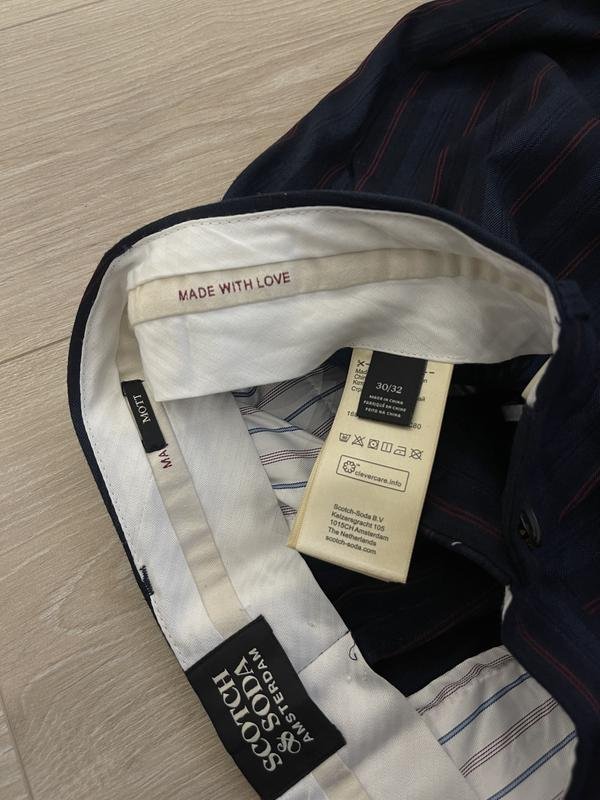 MADE WITH LOVE
MOTT
MA
30/32
MADE IN CHINA
FABRIQUÉ EN CHINE
FEITO NA CHINA
clevercare.info
Scotch-Soda B.V
Keizersgracht 105
1015CH Amsterdam
The Netherlands
scotch-soda.com
SCOTCH
& SODA
AMSTERDAM